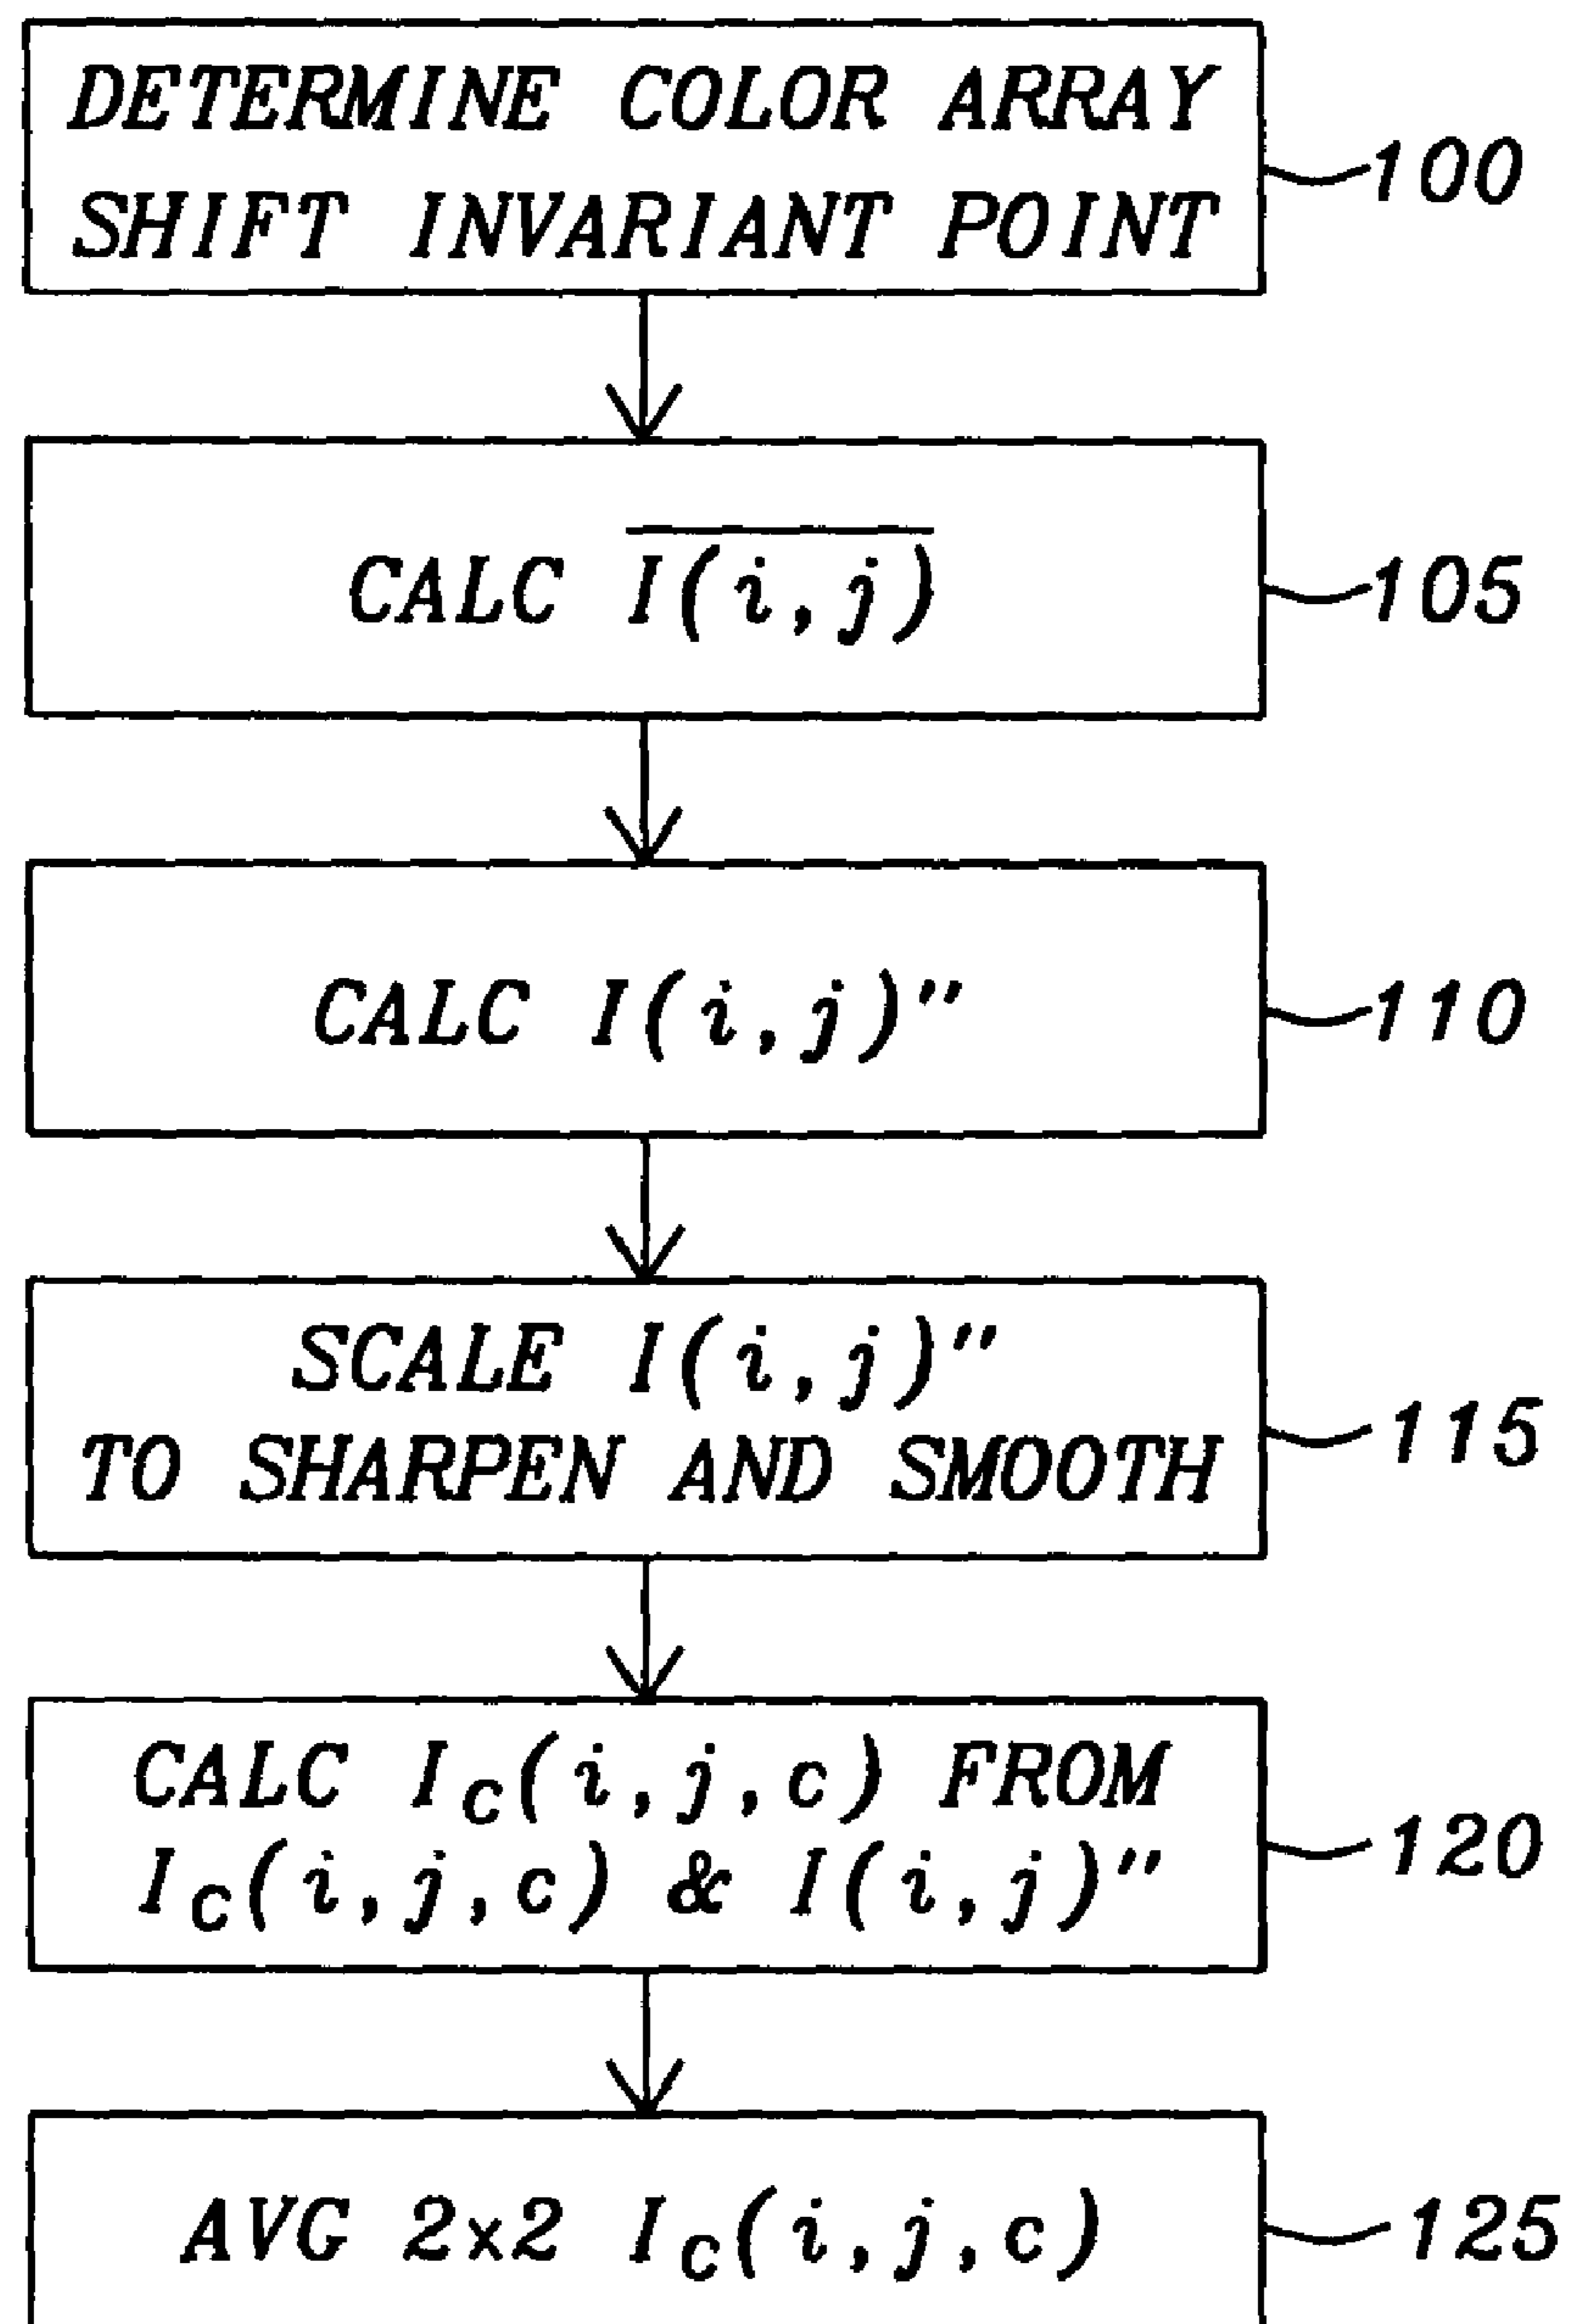 DETERMINE COLOR ARRAY
SHIFT INVARIANT POINT
100
CALC I(i,j)
105
CALC I(i,j)"
110
SCALE I(i,j)"
TO SHARPEN AND SMOOTH
115
CALC Ic(i,j,c) FROM
Ic(i,j,c) & I(i,j)"
120
AVG 2x2 Ic(i,j,c)
125